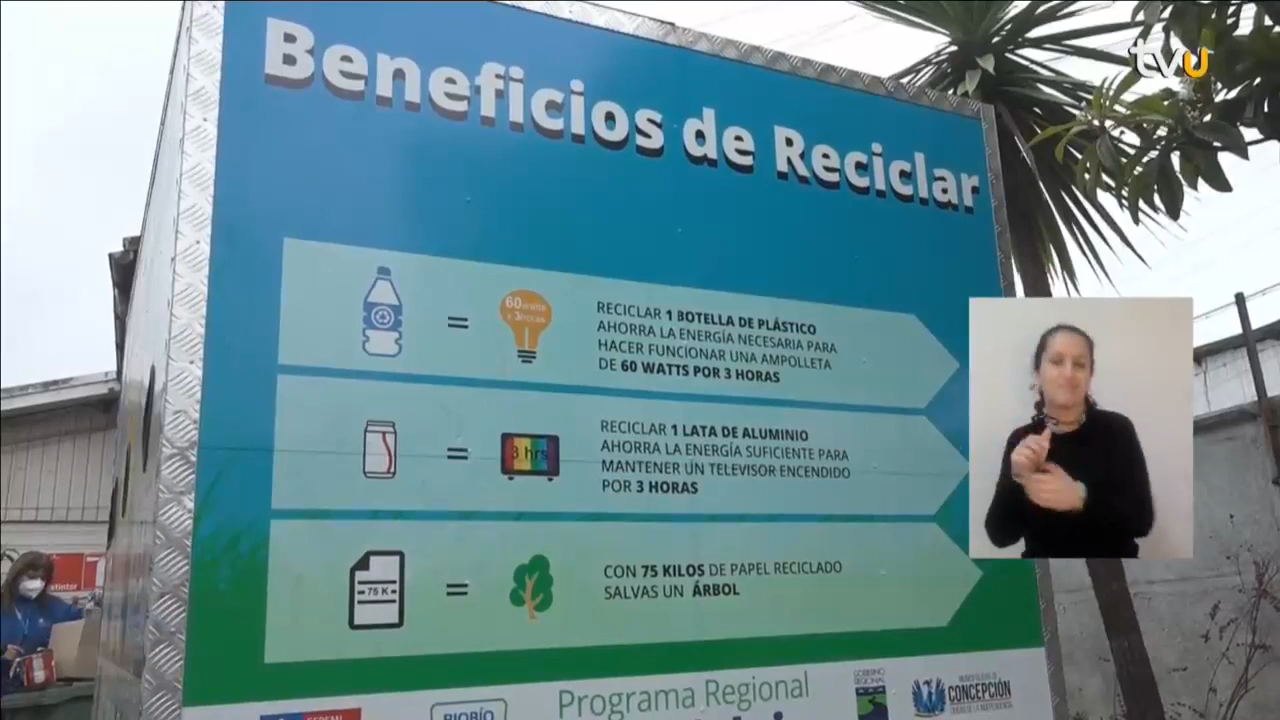 tvU
Beneficios de Reciclar
60 watts
x 3horas
=
RECICLAR 1 BOTELLA DE PLÁSTICO
AHORRA LA ENERGÍA NECESARIA PARA
HACER FUNCIONAR UNA AMPOLLETA
DE 60 WATTS POR 3 HORAS
=
3 hrs
RECICLAR 1 LATA DE ALUMINIO
AHORRA LA ENERGÍA SUFICIENTE PARA
MANTENER UN TELEVISOR ENCENDIDO
POR 3 HORAS
75 K
=
CON 75 KILOS DE PAPEL RECICLADO
SALVAS UN ÁRBOL
BIOBÍO
Programa Regional
GOBIERNO
REGIONAL
CONCEPCIÓN